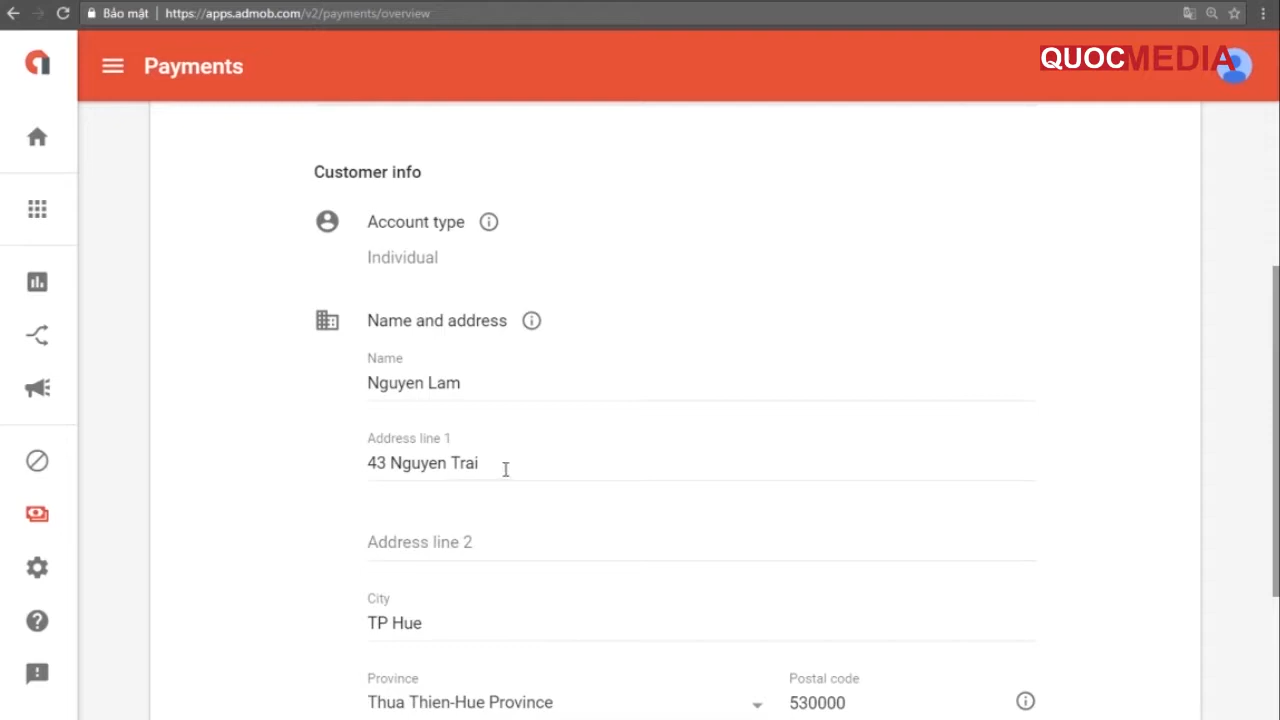 Bảo mật
https://apps.admob.com/v2/payments/overview
Payments
QUOCMEDIA
Customer info
Account type
Individual
Name and address
Name
Nguyen Lam
Address line 1
43 Nguyen Trai
Address line 2
City
TP Hue
Province Postal code
Thua Thien-Hue Province 530000